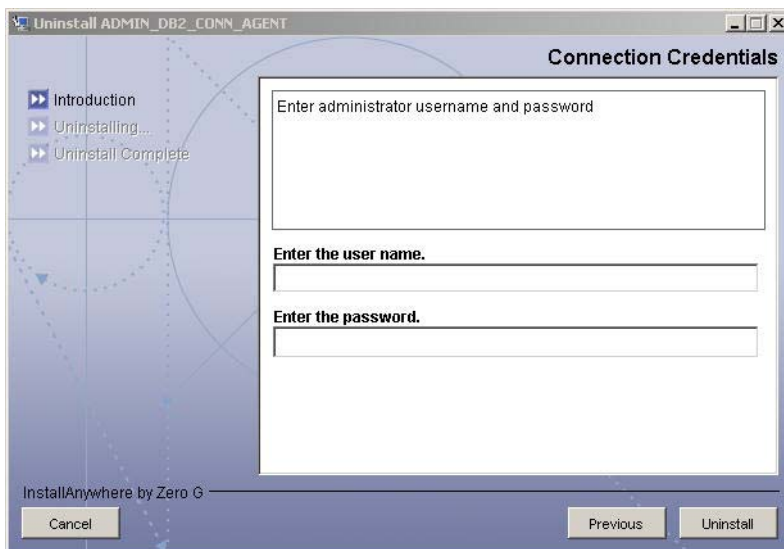 Uninstall ADMIN_DB2_CONN_AGENT
Connection Credentials
Introduction
Uninstalling...
Uninstall Complete
Enter administrator username and password
Enter the user name.
Enter the password.
InstallAnywhere by Zero G
Cancel
Previous
Uninstall